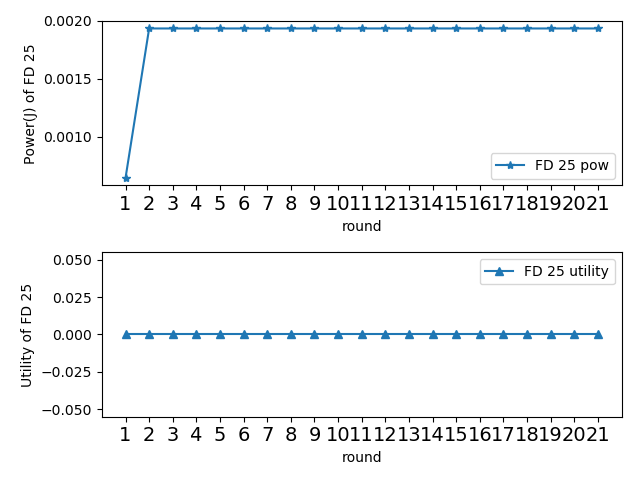 0.0020
0.0015
0.0010
Power(J) of FD 25
FD 25 pow
1 2 3 4 5 6 7 8 9 10 11 12 13 14 15 16 17 18 19 20 21
round
0.050
0.025
0.000
−0.025
−0.050
Utility of FD 25
FD 25 utility
1 2 3 4 5 6 7 8 9 10 11 12 13 14 15 16 17 18 19 20 21
round